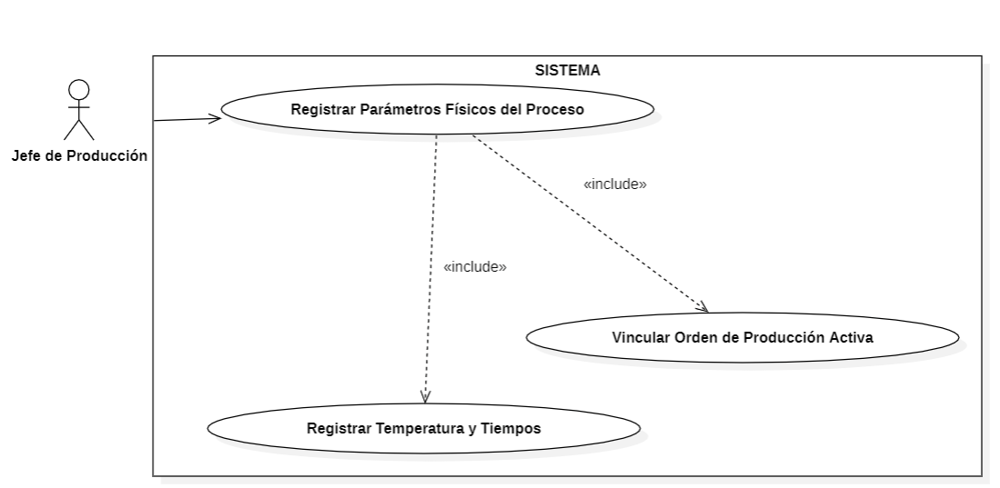 SISTEMA
Registrar Parámetros Físicos del Proceso
Jefe de Producción
«include»
«include»
Vincular Orden de Producción Activa
Registrar Temperatura y Tiempos